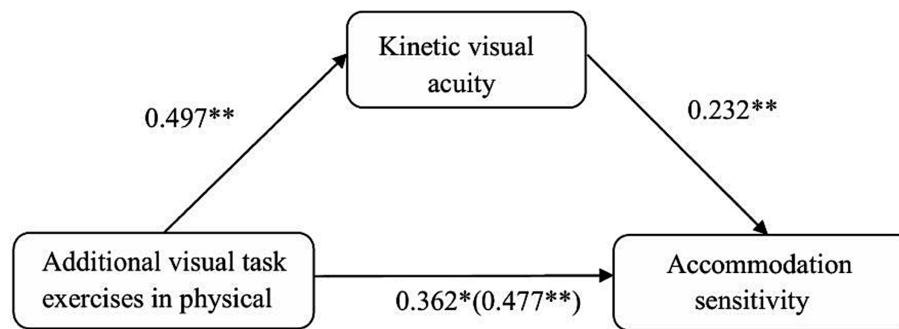 Kinetic visual
acuity
0.497**
0.232**
Additional visual task
exercises in physical
0.362*(0.477**)
Accommodation
sensitivity